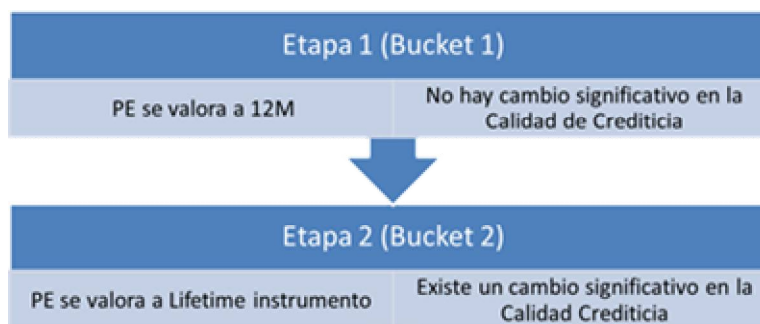 Etapa 1 (Bucket 1)
PE se valora a 12M
No hay cambio significativo en la
Calidad de Crediticia
Etapa 2 (Bucket 2)
PE se valora a Lifetime instrumento
Existe un cambio significativo en la
Calidad Crediticia